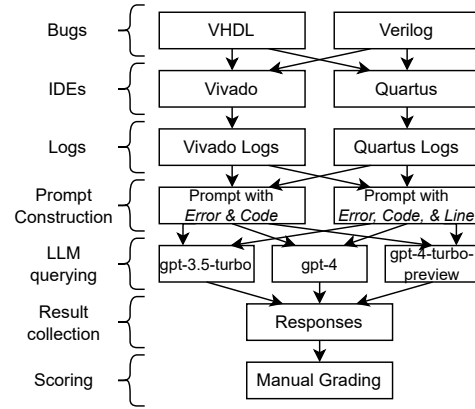 Bugs
VHDL
Verilog
IDEs
Vivado
Quartus
Logs
Vivado Logs
Quartus Logs
Prompt
Construction
Prompt with
Error & Code
Prompt with
Error, Code, & Line
LLM
querying
gpt-3.5-turbo
gpt-4
gpt-4-turbo-
preview
Result
collection
Responses
Scoring
Manual Grading